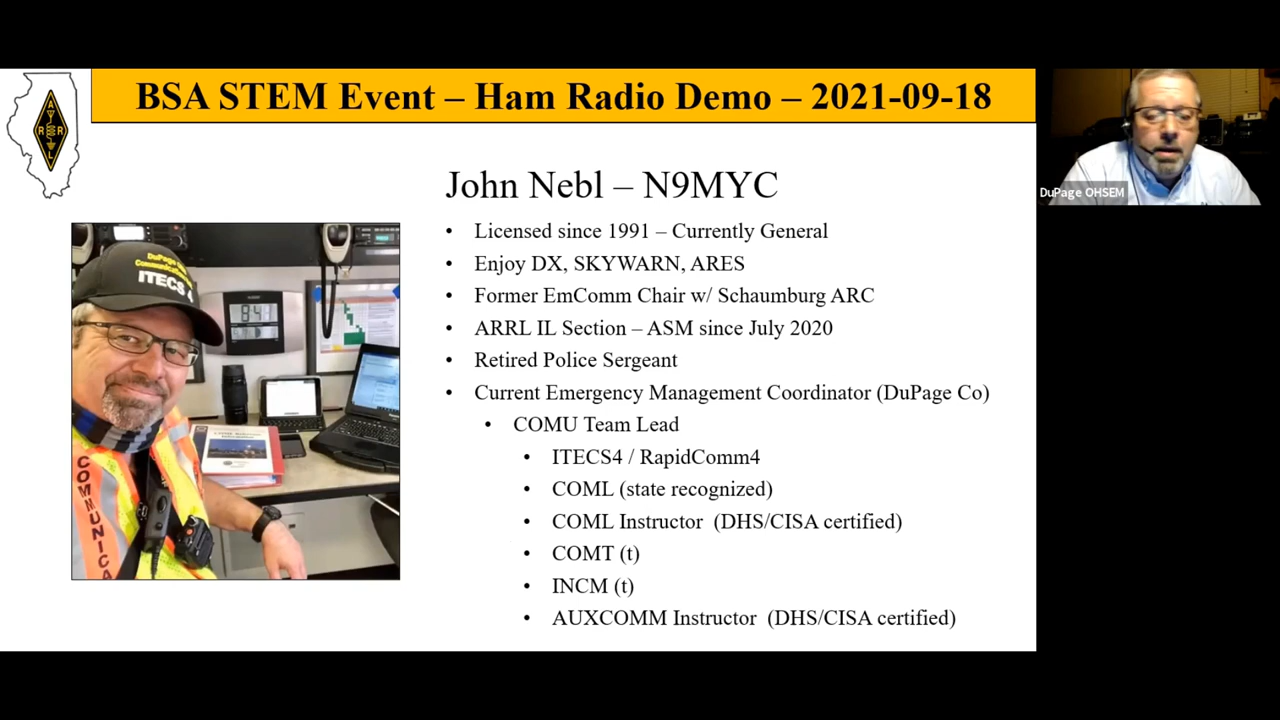 BSA STEM Event – Ham Radio Demo – 2021-09-18
A
R R
L
DuPage OHSEM
John Nebl – N9MYC
• Licensed since 1991 – Currently General
• Enjoy DX, SKYWARN, ARES
• Former EmComm Chair w/ Schaumburg ARC
• ARRL IL Section – ASM since July 2020
• Retired Police Sergeant
• Current Emergency Management Coordinator (DuPage Co)
• COMU Team Lead
• ITECS4 / RapidComm4
• COML (state recognized)
• COML Instructor (DHS/CISA certified)
• COMT (t)
• INCM (t)
• AUXCOMM Instructor (DHS/CISA certified)
DuPage
ITECS 4
COMMUNICA